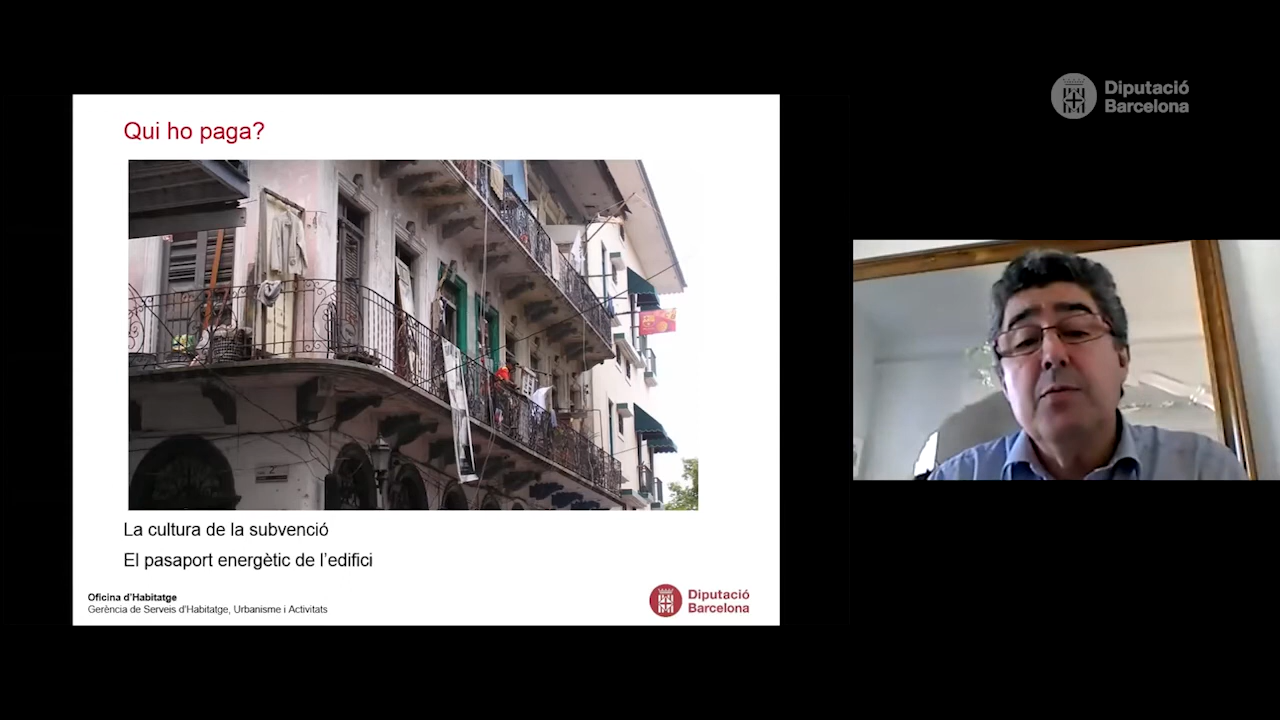 Diputació
Barcelona
Qui ho paga?
La cultura de la subvenció
El pasaport energètic de l'edifici
Oficina d'Habitatge
Gerència de Serveis d'Habitatge, Urbanisme i Activitats
Diputació
Barcelona